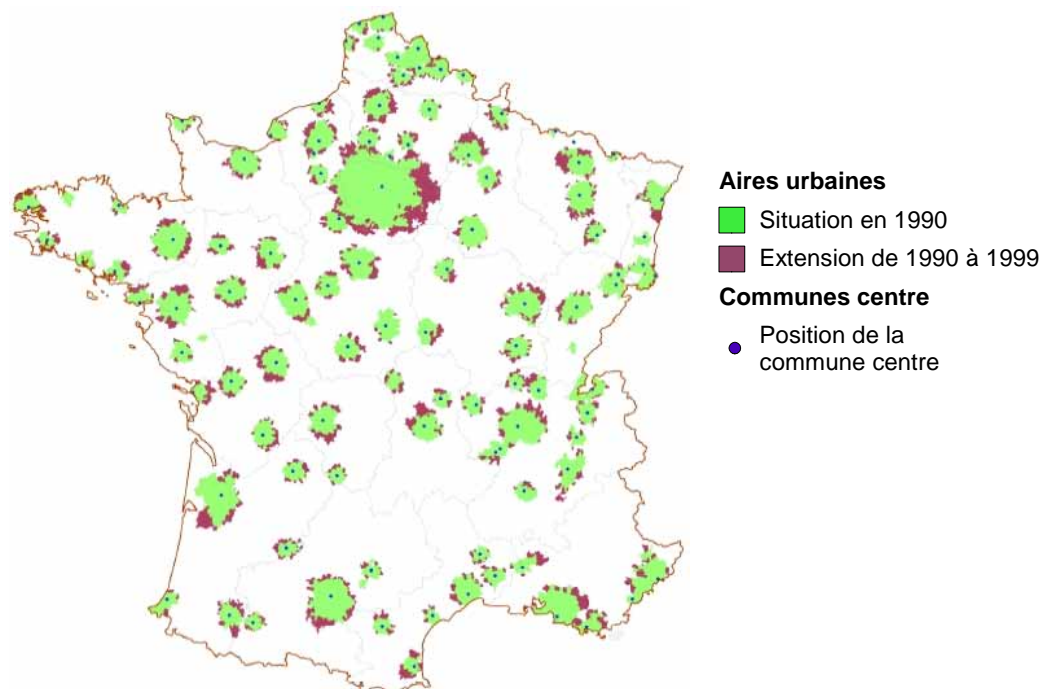 Aires urbaines
Situation en 1990
Extension de 1990 à 1999
Communes centre
Position de la
commune centre